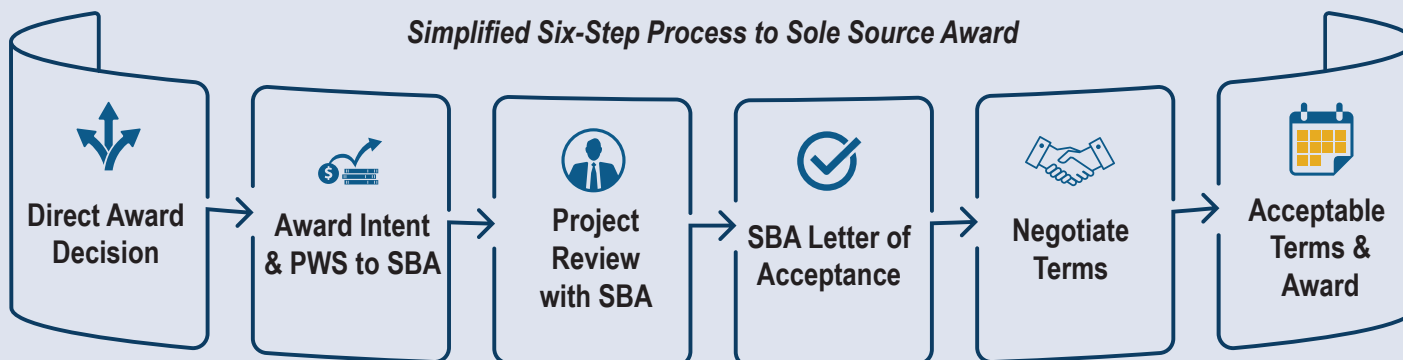 Simplified Six-Step Process to Sole Source Award
Direct Award
Decision
$
Award Intent
& PWS to SBA
Project
Review
with SBA
SBA Letter of
Acceptance
Negotiate
Terms
Acceptable
Terms &
Award